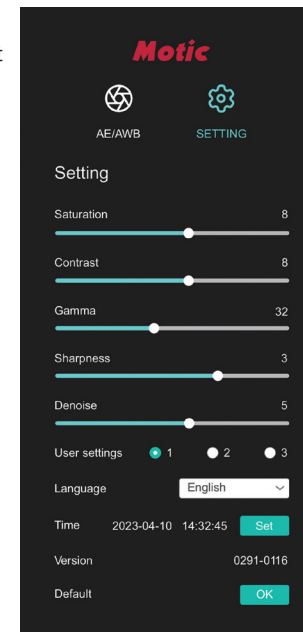 t
Motic
AE/AWB SETTING
Setting
Saturation 8
Contrast 8
Gamma 32
Sharpness 3
Denoise 5
User settings 1 2 3
Language English
Time 2023-04-10 14:32:45 Set
Version 0291-0116
Default OK